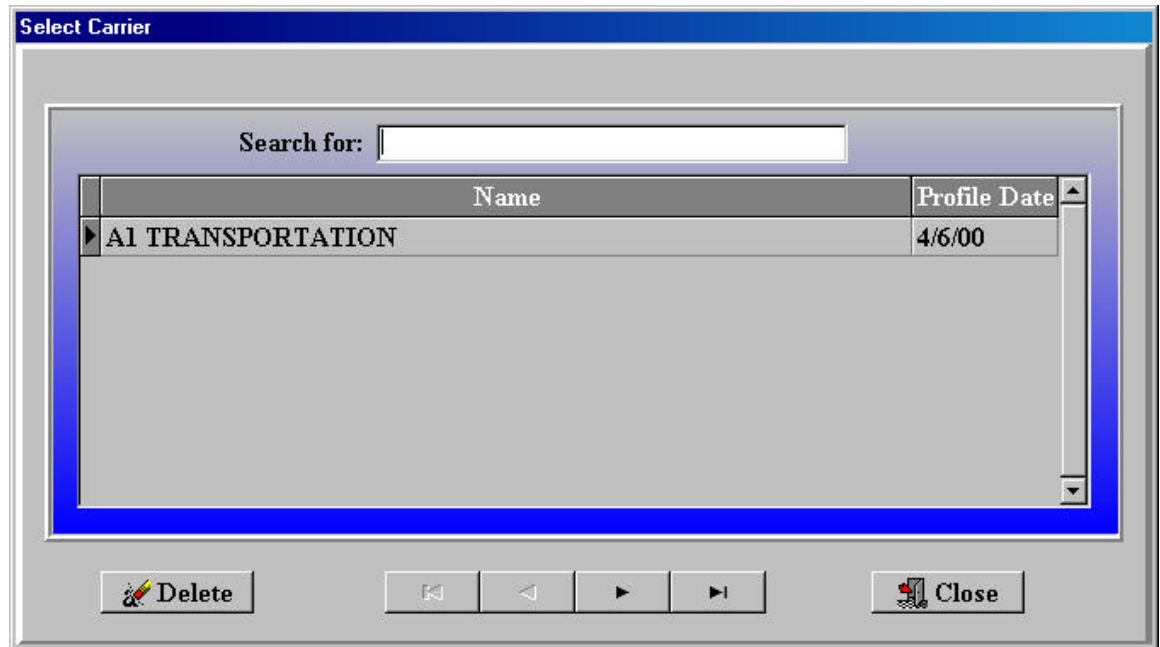 Select Carrier
Search for:
Name Profile Date
A1 TRANSPORTATION 4/6/00
Delete Close